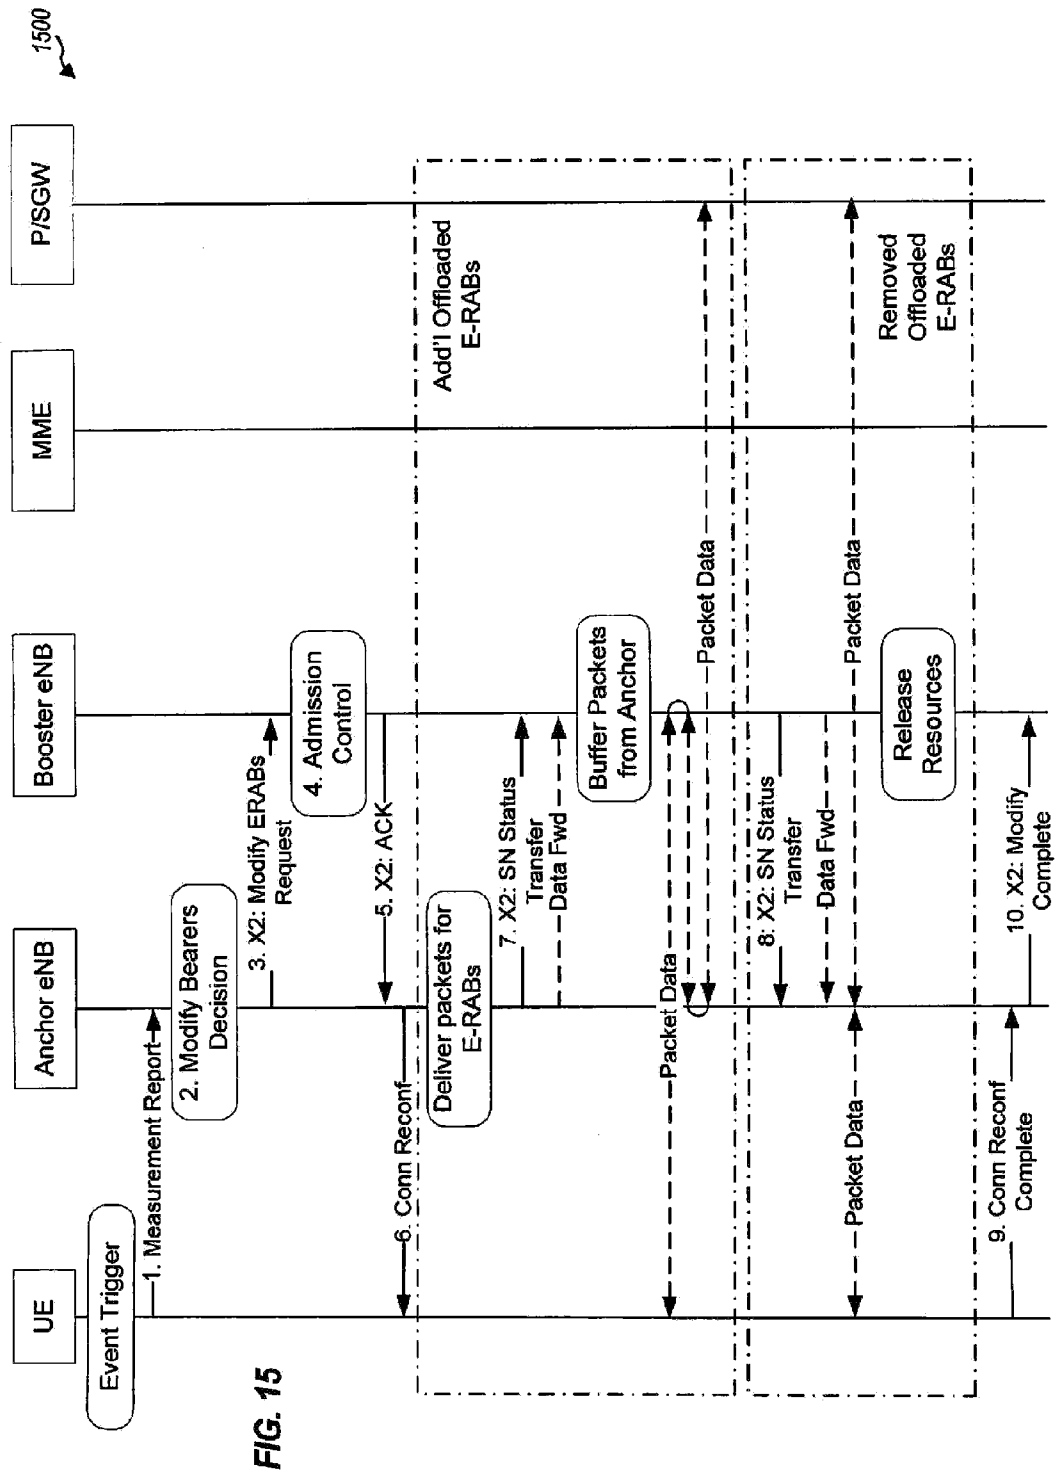 1500
UE
Anchor eNB
Booster eNB
MME
P/SGW
Event Trigger
1. Measurement Report
2. Modify Bearers
Decision
3. X2: Modify ERABs
Request
4. Admission
Control
5. X2: ACK
6. Conn Reconf
Add'l Offloaded
E-RABs
Deliver packets for
E-RABs
7. X2: SN Status
Transfer
Data Fwd
Buffer Packets
from Anchor
Packet Data
Packet Data
8: X2: SN Status
Transfer
Data Fwd
Packet Data
Packet Data
Removed
Offloaded
E-RABs
Release
Resources
9. Conn Reconf
Complete
10. X2: Modify
Complete
FIG. 15